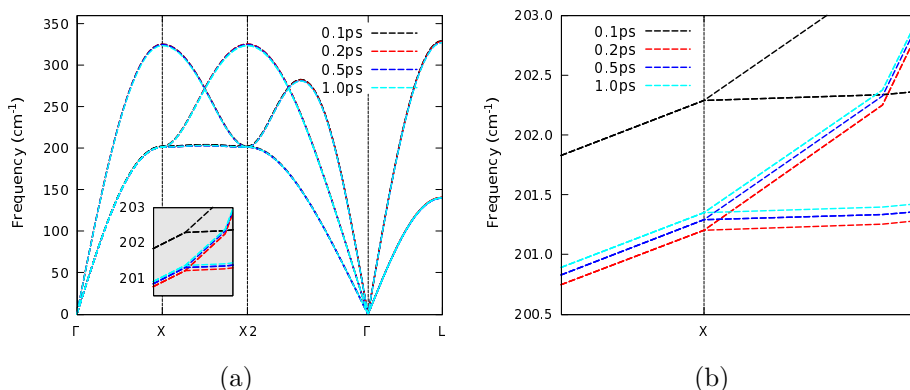 Frequency (cm⁻¹)
350
300
250
200
150
100
50
0
Γ
X
X2
Γ
L
0.1ps
0.2ps
0.5ps
1.0ps
203
202
201
(a)
Frequency (cm⁻¹)
203.0
202.5
202.0
201.5
201.0
200.5
X
0.1ps
0.2ps
0.5ps
1.0ps
(b)